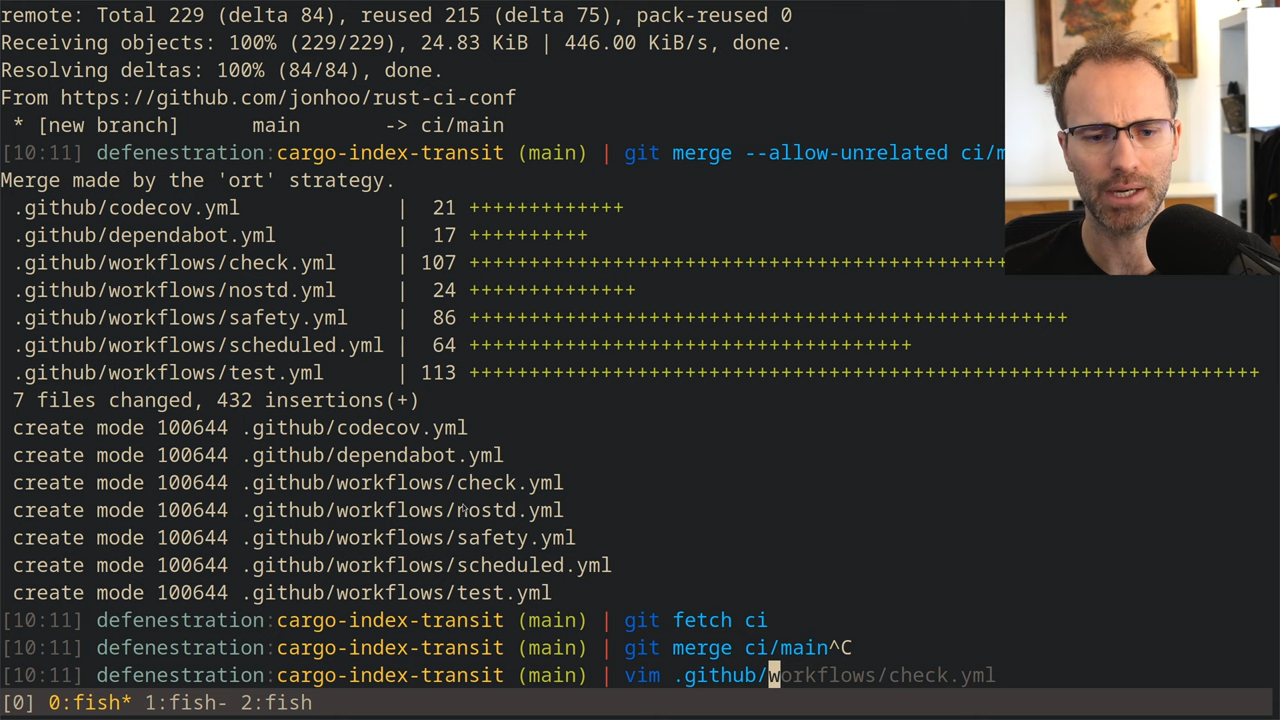 remote: Total 229 (delta 84), reused 215 (delta 75), pack-reused 0
Receiving objects: 100% (229/229), 24.83 KiB | 446.00 KiB/s, done.
Resolving deltas: 100% (84/84), done.
From https://github.com/jonhoo/rust-ci-conf
 * [new branch]      main       -> ci/main
[10:11] defenestration:cargo-index-transit (main) | git merge --allow-unrelated ci/m
Merge made by the 'ort' strategy.
 .github/codecov.yml             |  21 +++++++++++++
 .github/dependabot.yml          |  17 ++++++++++
 .github/workflows/check.yml     | 107 +++++++++++++++++++++++++++++++++++++++++++++
 .github/workflows/nostd.yml     |  24 ++++++++++++++
 .github/workflows/safety.yml    |  86 ++++++++++++++++++++++++++++++++++++++++++++++++++
 .github/workflows/scheduled.yml |  64 +++++++++++++++++++++++++++++++++++++
 .github/workflows/test.yml      | 113 ++++++++++++++++++++++++++++++++++++++++++++++++++++++++++++++++++
 7 files changed, 432 insertions(+)
 create mode 100644 .github/codecov.yml
 create mode 100644 .github/dependabot.yml
 create mode 100644 .github/workflows/check.yml
 create mode 100644 .github/workflows/nostd.yml
 create mode 100644 .github/workflows/safety.yml
 create mode 100644 .github/workflows/scheduled.yml
 create mode 100644 .github/workflows/test.yml
[10:11] defenestration:cargo-index-transit (main) | git fetch ci
[10:11] defenestration:cargo-index-transit (main) | git merge ci/main^C
[10:11] defenestration:cargo-index-transit (main) | vim .github/workflows/check.yml
[0] 0:fish* 1:fish- 2:fish